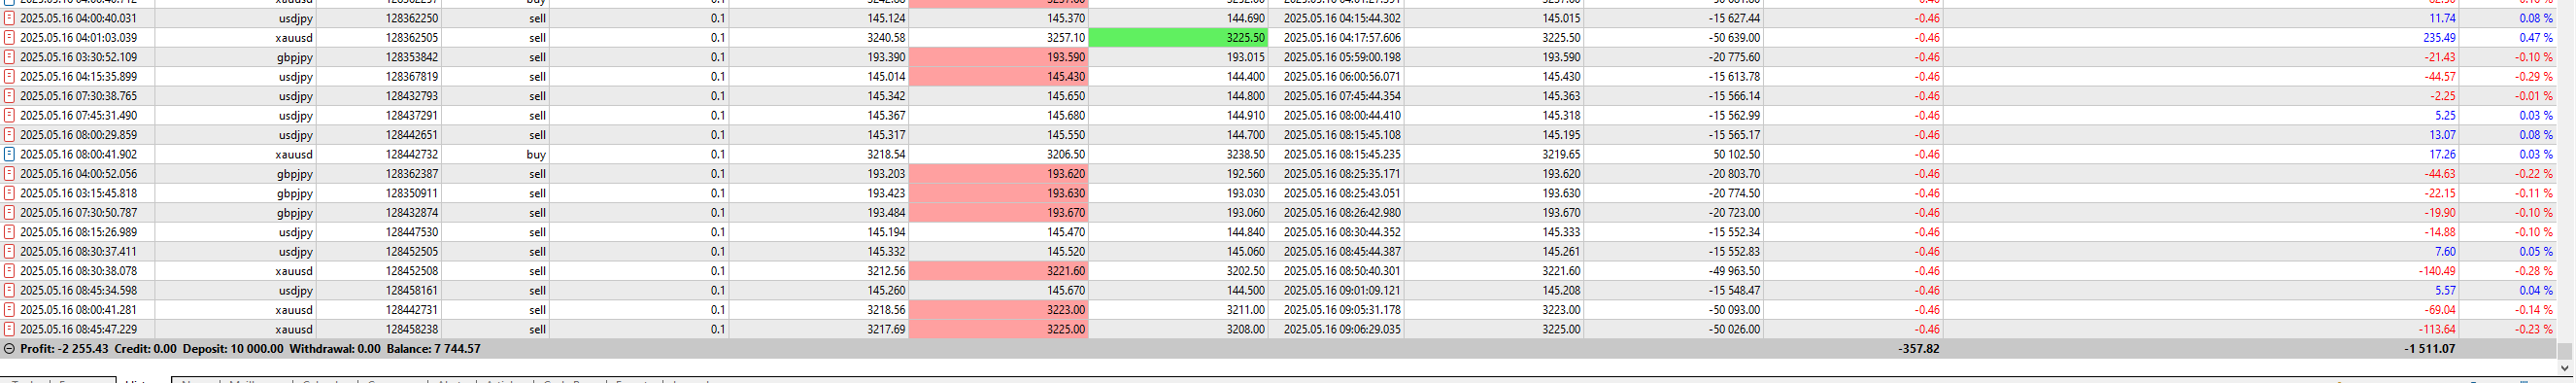 2025.05.16 04:00:40.031 usdjpy 128362250 sell 0.1 145.124 145.370 144.690 2025.05.16 04:15:44.302 145.015 -15 627.44 -0.46 11.74 0.08 %
2025.05.16 04:01:03.039 xauusd 128362505 sell 0.1 3240.58 3257.10 3225.50 2025.05.16 04:17:57.606 3225.50 -50 639.00 -0.46 235.49 0.47 %
2025.05.16 03:30:52.109 gbpjpy 128353842 sell 0.1 193.390 193.590 193.015 2025.05.16 05:59:00.198 193.590 -20 775.60 -0.46 -21.43 -0.10 %
2025.05.16 04:15:35.899 usdjpy 128367819 sell 0.1 145.014 145.430 144.400 2025.05.16 06:00:56.071 145.430 -15 613.78 -0.46 -44.57 -0.29 %
2025.05.16 07:30:38.765 usdjpy 128432793 sell 0.1 145.342 145.650 144.800 2025.05.16 07:45:44.354 145.363 -15 566.14 -0.46 -2.25 -0.01 %
2025.05.16 07:45:31.490 usdjpy 128437291 sell 0.1 145.367 145.680 144.910 2025.05.16 08:00:44.410 145.318 -15 562.99 -0.46 5.25 0.03 %
2025.05.16 08:00:29.859 usdjpy 128442651 sell 0.1 145.317 145.550 144.700 2025.05.16 08:15:45.108 145.195 -15 565.17 -0.46 13.07 0.08 %
2025.05.16 08:00:41.902 xauusd 128442732 buy 0.1 3218.54 3206.50 3238.50 2025.05.16 08:15:45.235 3219.65 50 102.50 -0.46 17.26 0.03 %
2025.05.16 04:00:52.056 gbpjpy 128362387 sell 0.1 193.203 193.620 192.560 2025.05.16 08:25:35.171 193.620 -20 803.70 -0.46 -44.63 -0.22 %
2025.05.16 03:15:45.818 gbpjpy 128350911 sell 0.1 193.423 193.630 193.030 2025.05.16 08:25:43.051 193.630 -20 774.50 -0.46 -22.15 -0.11 %
2025.05.16 07:30:50.787 gbpjpy 128432874 sell 0.1 193.484 193.670 193.060 2025.05.16 08:26:42.980 193.670 -20 723.00 -0.46 -19.90 -0.10 %
2025.05.16 08:15:26.989 usdjpy 128447530 sell 0.1 145.194 145.470 144.840 2025.05.16 08:30:44.352 145.333 -15 552.34 -0.46 -14.88 -0.10 %
2025.05.16 08:30:37.411 usdjpy 128452505 sell 0.1 145.332 145.520 145.060 2025.05.16 08:45:44.387 145.261 -15 552.83 -0.46 7.60 0.05 %
2025.05.16 08:30:38.078 xauusd 128452508 sell 0.1 3212.56 3221.60 3202.50 2025.05.16 08:50:40.301 3221.60 -49 963.50 -0.46 -140.49 -0.28 %
2025.05.16 08:45:34.598 usdjpy 128458161 sell 0.1 145.260 145.670 144.500 2025.05.16 09:01:09.121 145.208 -15 548.47 -0.46 5.57 0.04 %
2025.05.16 08:00:41.281 xauusd 128442731 sell 0.1 3218.56 3223.00 3211.00 2025.05.16 09:05:31.178 3223.00 -50 093.00 -0.46 -69.04 -0.14 %
2025.05.16 08:45:47.229 xauusd 128458238 sell 0.1 3217.69 3225.00 3208.00 2025.05.16 09:06:29.035 3225.00 -50 026.00 -0.46 -113.64 -0.23 %
Profit: -2 255.43 Credit: 0.00 Deposit: 10 000.00 Withdrawal: 0.00 Balance: 7 744.57 -357.82 -1 511.07